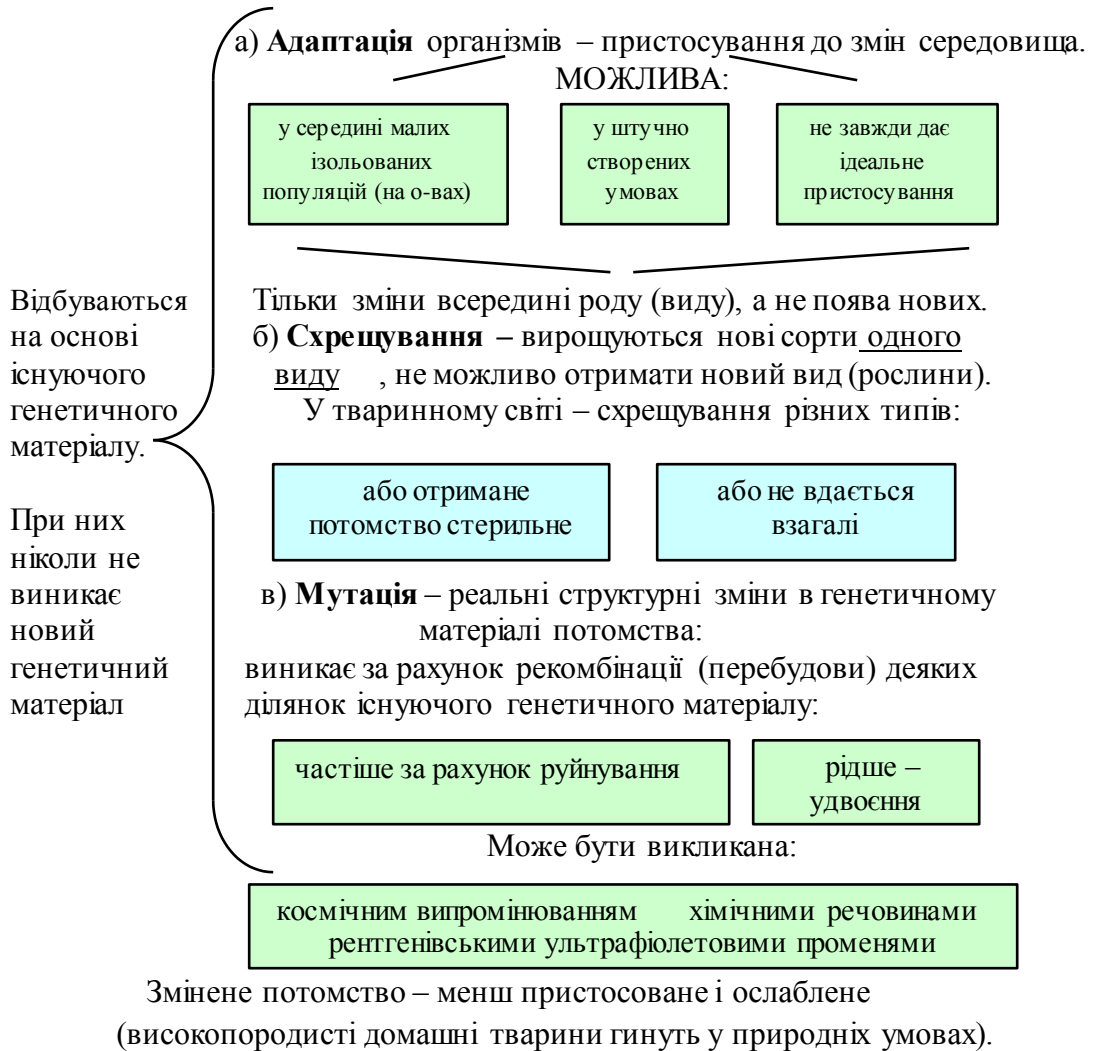 а) Адаптація організмів – пристосування до змін середовища.
МОЖЛИВА:
у середині малих
ізольованих
популяцій (на о-вах)
у штучно
створених
умовах
не завжди дає
ідеальне
пристосування
Відбуваються
на основі
існуючого
генетичного
матеріалу.
При них
ніколи не
виникає
новий
генетичний
матеріал
Тільки зміни всередині роду (виду), а не поява нових.
б) Схрещування – вирощуються нові сорти одного
виду , не можливо отримати новий вид (рослини).
У тваринному світі – схрещування різних типів:
або отримане
потомство стерильне
або не вдається
взагалі
в) Мутація – реальні структурні зміни в генетичному
матеріалі потомства:
виникає за рахунок рекомбінації (перебудови) деяких
ділянок існуючого генетичного матеріалу:
частіше за рахунок руйнування
рідше –
удвоєння
Може бути викликана:
космічним випромінюванням хімічними речовинами
рентгенівськими ультрафіолетовими променями
Змінене потомство – менш пристосоване і ослаблене
(високопородисті домашні тварини гинуть у природніх умовах).